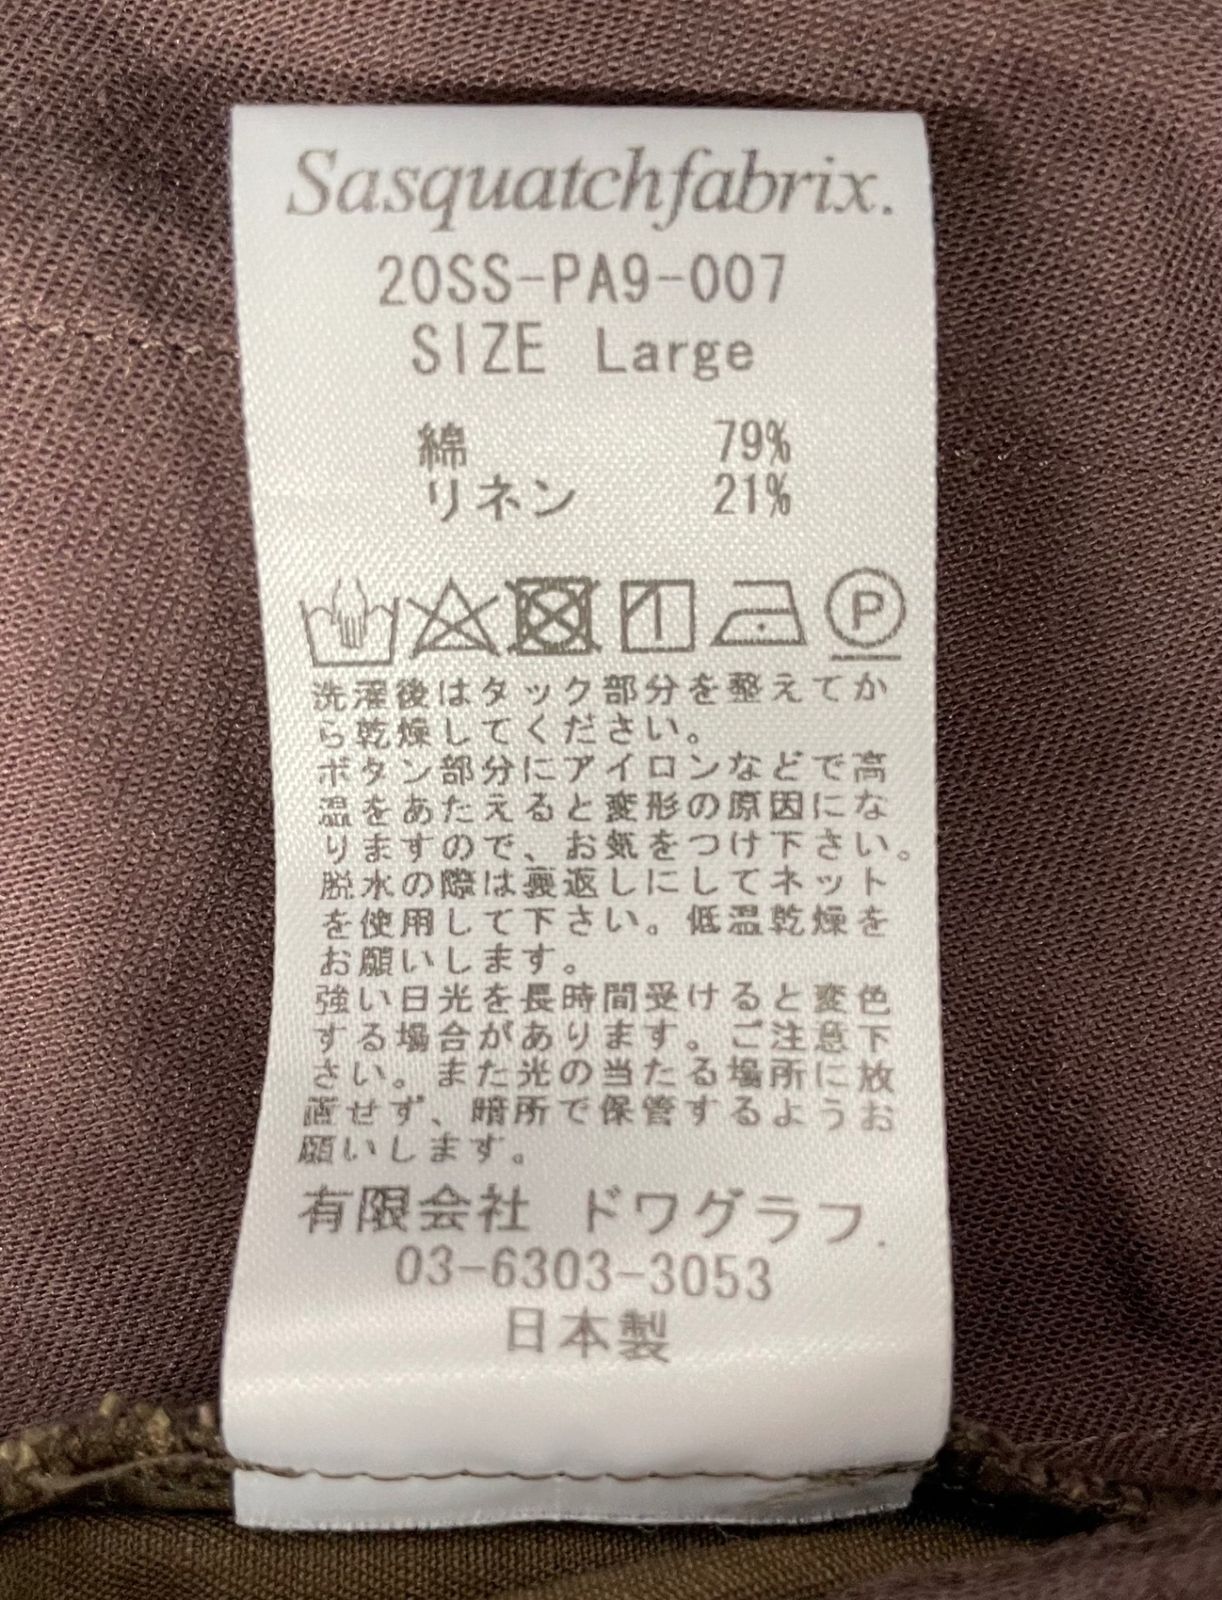 Sasquatchfabrix.
20SS-PA9-007
SIZE Large
綿 79%
リネン 21%
P
洗濯後はタック部分を整えてか
ら乾燥してください。
ボタン部分にアイロンなどで高
温をあたえると変形の原因にな
りますので、お気をつけ下さい。
脱水の際は裏返しにしてネット
を使用して下さい。低温乾燥を
お願いします。
強い日光を長時間受けると変色
する場合があります。ご注意下
さい。また光の当たる場所に放
置せず、暗所で保管するようお
願いします。
有限会社 ドワグラフ.
03-6303-3053
日本製